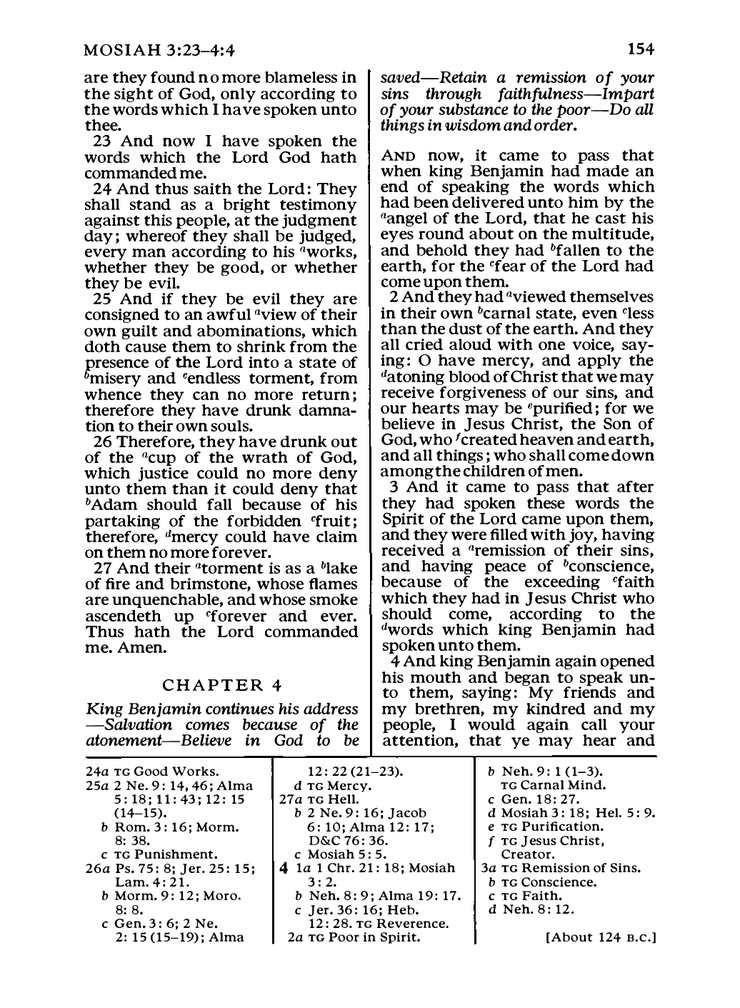 MOSIAH 3:23–4:4
154
are they found no more blameless in
the sight of God, only according to
the words which I have spoken unto
thee.
23 And now I have spoken the
words which the Lord God hath
commanded me.
24 And thus saith the Lord: They
shall stand as a bright testimony
against this people, at the judgment
day; whereof they shall be judged,
every man according to his aworks,
whether they be good, or whether
they be evil.
25 And if they be evil they are
consigned to an awful aview of their
own guilt and abominations, which
doth cause them to shrink from the
presence of the Lord into a state of
bmisery and cendless torment, from
whence they can no more return;
therefore they have drunk damna-
tion to their own souls.
26 Therefore, they have drunk out
of the acup of the wrath of God,
which justice could no more deny
unto them than it could deny that
bAdam should fall because of his
partaking of the forbidden cfruit;
therefore, dmercy could have claim
on them no more forever.
27 And their atorment is as a blake
of fire and brimstone, whose flames
are unquenchable, and whose smoke
ascendeth up cforever and ever.
Thus hath the Lord commanded
me. Amen.
CHAPTER 4
King Benjamin continues his address
—Salvation comes because of the
atonement—Believe in God to be
saved—Retain a remission of your
sins through faithfulness—Impart
of your substance to the poor—Do all
things in wisdom and order.
AND now, it came to pass that
when king Benjamin had made an
end of speaking the words which
had been delivered unto him by the
aangel of the Lord, that he cast his
eyes round about on the multitude,
and behold they had bfallen to the
earth, for the cfear of the Lord had
come upon them.
2 And they had aviewed themselves
in their own bcarnal state, even cless
than the dust of the earth. And they
all cried aloud with one voice, say-
ing: O have mercy, and apply the
datoning blood of Christ that we may
receive forgiveness of our sins, and
our hearts may be epurified; for we
believe in Jesus Christ, the Son of
God, who fcreated heaven and earth,
and all things; who shall come down
among the children of men.
3 And it came to pass that after
they had spoken these words the
Spirit of the Lord came upon them,
and they were filled with joy, having
received a aremission of their sins,
and having peace of bconscience,
because of the exceeding cfaith
which they had in Jesus Christ who
should come, according to the
dwords which king Benjamin had
spoken unto them.
4 And king Benjamin again opened
his mouth and began to speak un-
to them, saying: My friends and
my brethren, my kindred and my
people, I would again call your
attention, that ye may hear and
24a TG Good Works.
25a 2 Ne. 9: 14, 46; Alma
5: 18; 11: 43; 12: 15
(14–15).
b Rom. 3: 16; Morm.
8: 38.
c TG Punishment.
26a Ps. 75: 8; Jer. 25: 15;
Lam. 4: 21.
b Morm. 9: 12; Moro.
8: 8.
c Gen. 3: 6; 2 Ne.
2: 15 (15–19); Alma
12: 22 (21–23).
d TG Mercy.
27a TG Hell.
b 2 Ne. 9: 16; Jacob
6: 10; Alma 12: 17;
D&C 76: 36.
c Mosiah 5: 5.
4 1a 1 Chr. 21: 18; Mosiah
3: 2.
b Neh. 8: 9; Alma 19: 17.
c Jer. 36: 16; Heb.
12: 28. TG Reverence.
2a TG Poor in Spirit.
b Neh. 9: 1 (1–3).
TG Carnal Mind.
c Gen. 18: 27.
d Mosiah 3: 18; Hel. 5: 9.
e TG Purification.
f TG Jesus Christ,
Creator.
3a TG Remission of Sins.
b TG Conscience.
c TG Faith.
d Neh. 8: 12.
[About 124 B.C.]